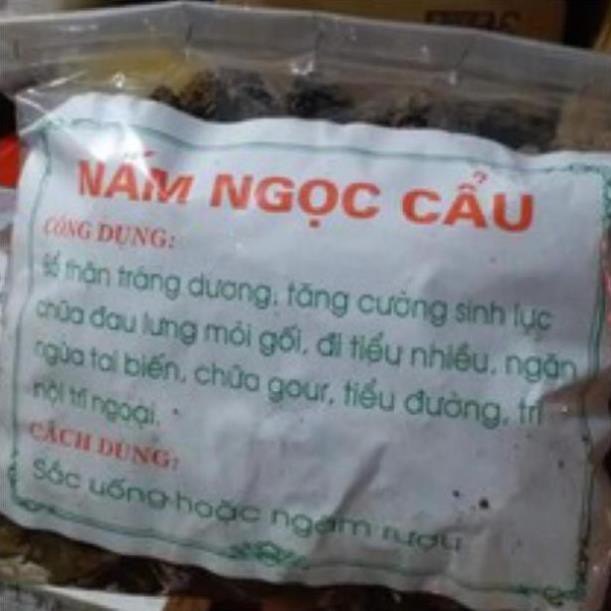 NẤM NGỌC CẨU
CÔNG DỤNG:
Bổ thận tráng dương, tăng cường sinh lực
chữa đau lưng mỏi gối, đi tiểu nhiều, ngăn
ngừa tai biến, chữa gour, tiểu đường, trĩ
nội trĩ ngoại.
CÁCH DUNG:
Sắc uống hoặc ngâm rượu